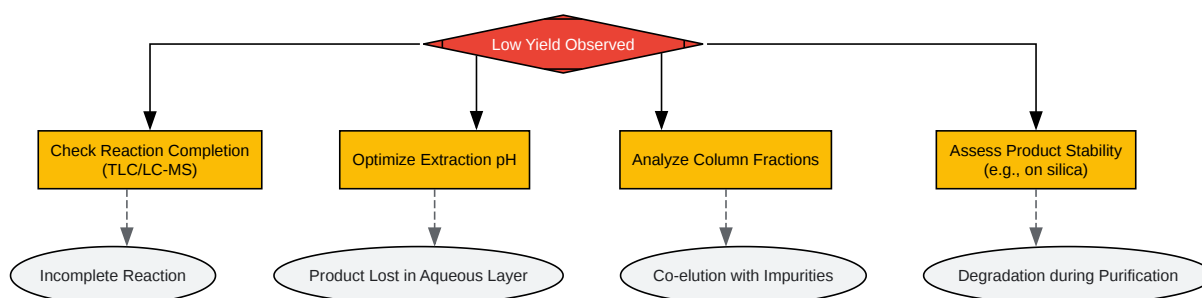 Low Yield Observed
Check Reaction Completion
(TLC/LC-MS)
Optimize Extraction pH
Analyze Column Fractions
Assess Product Stability
(e.g., on silica)
Incomplete Reaction
Product Lost in Aqueous Layer
Co-elution with Impurities
Degradation during Purification